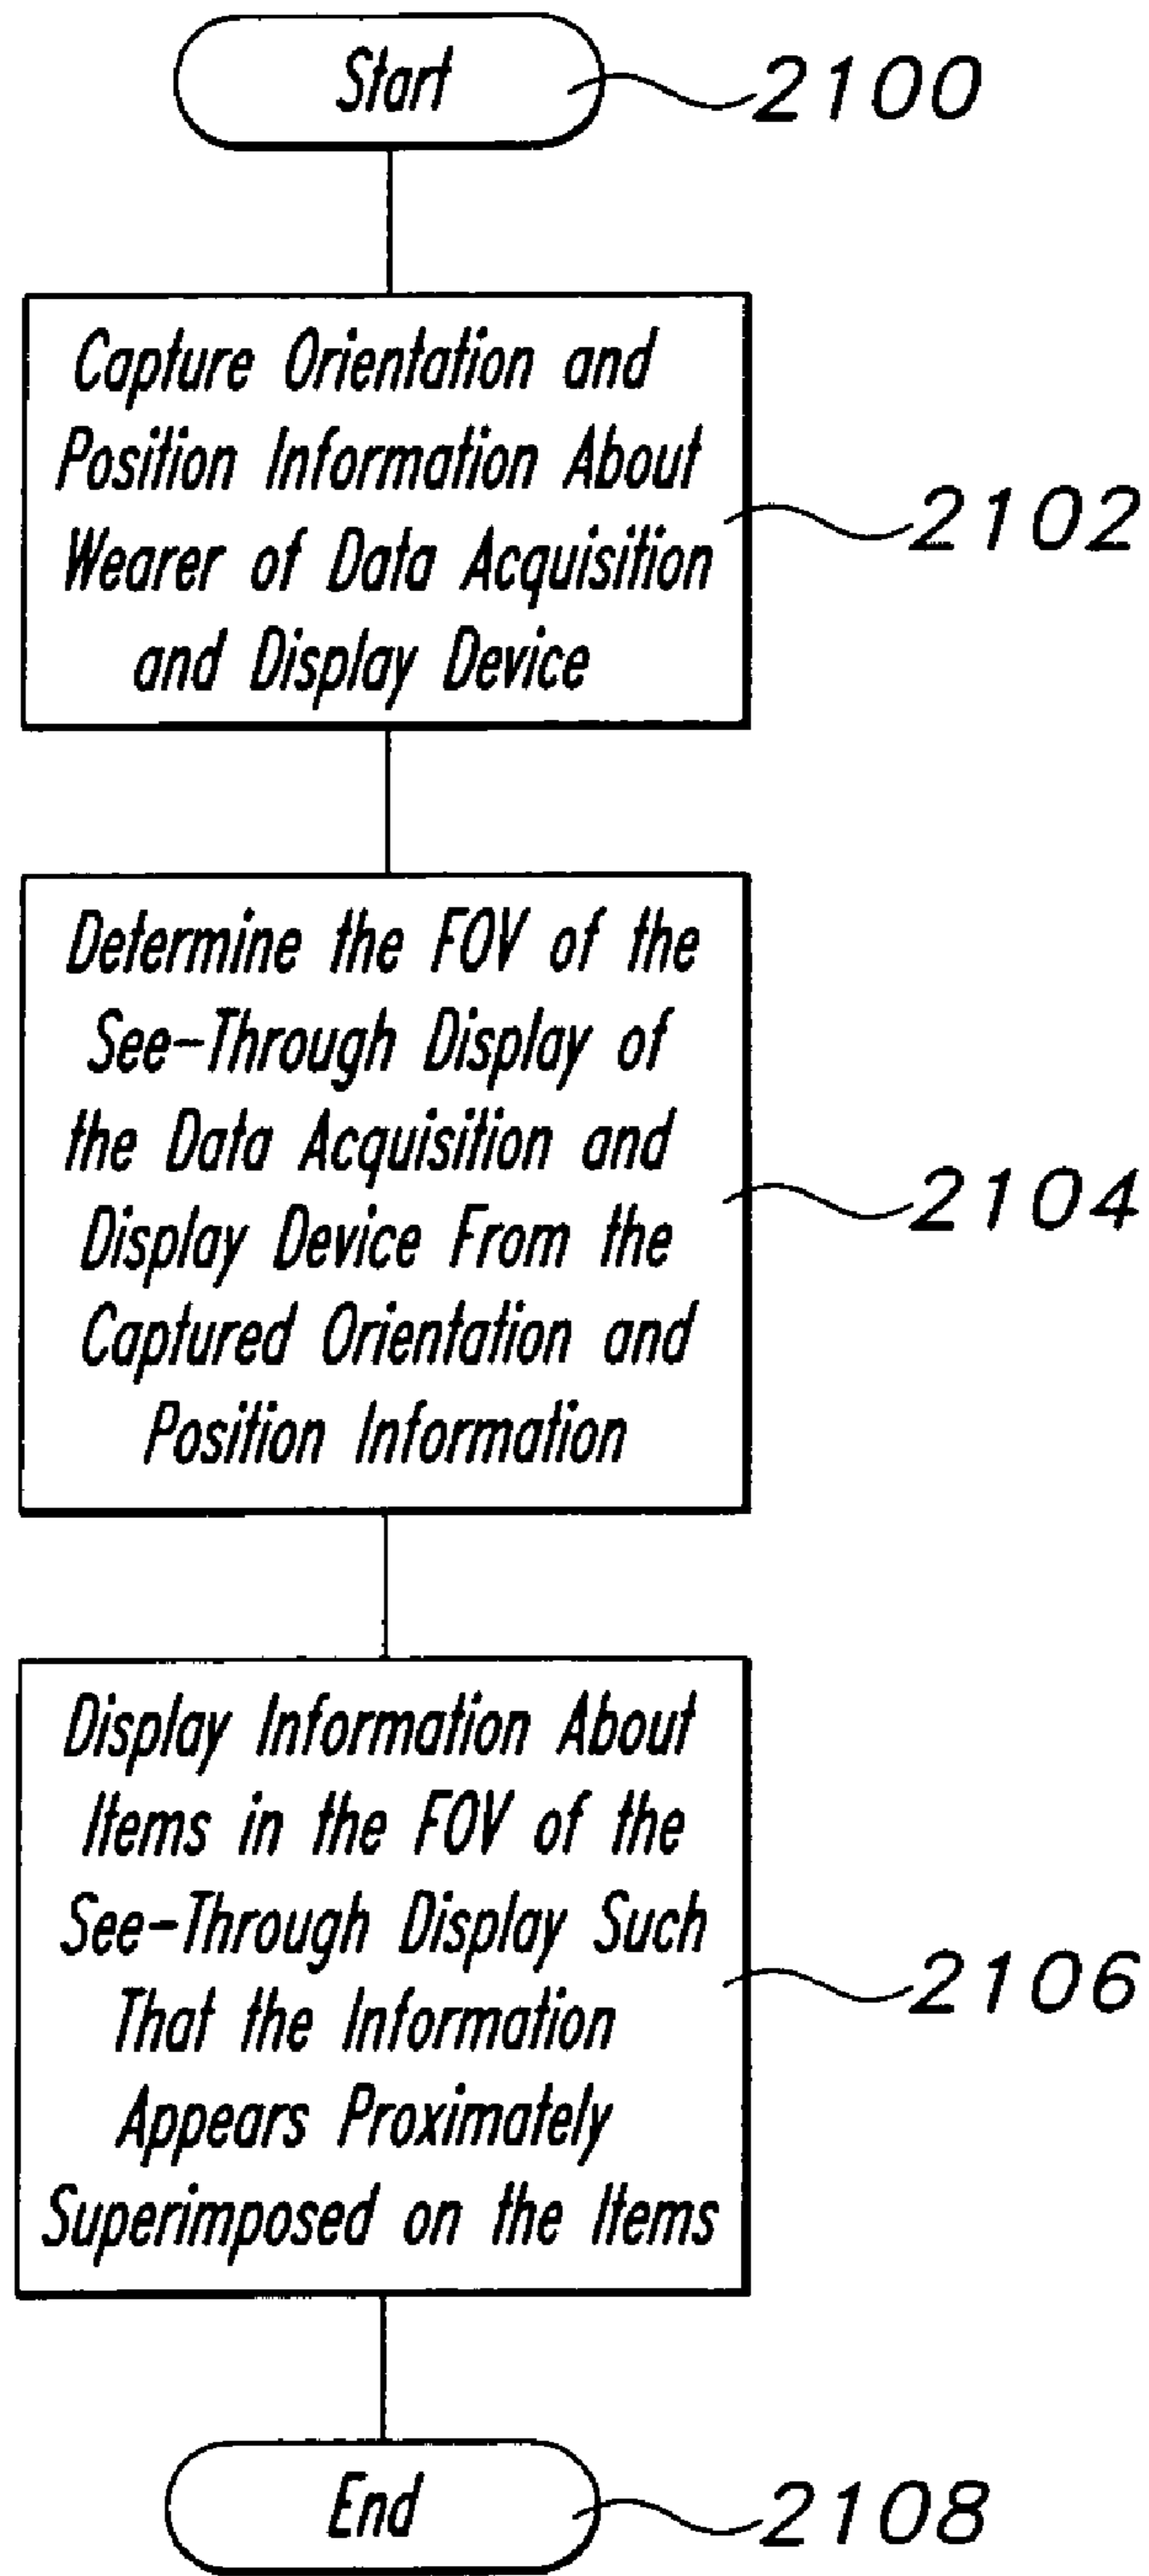 Start
2100
Capture Orientation and
Position Information About
Wearer of Data Acquisition
and Display Device
2102
Determine the FOV of the
See-Through Display of
the Data Acquisition and
Display Device From the
Captured Orientation and
Position Information
2104
Display Information About
Items in the FOV of the
See-Through Display Such
That the Information
Appears Proximately
Superimposed on the Items
2106
End
2108